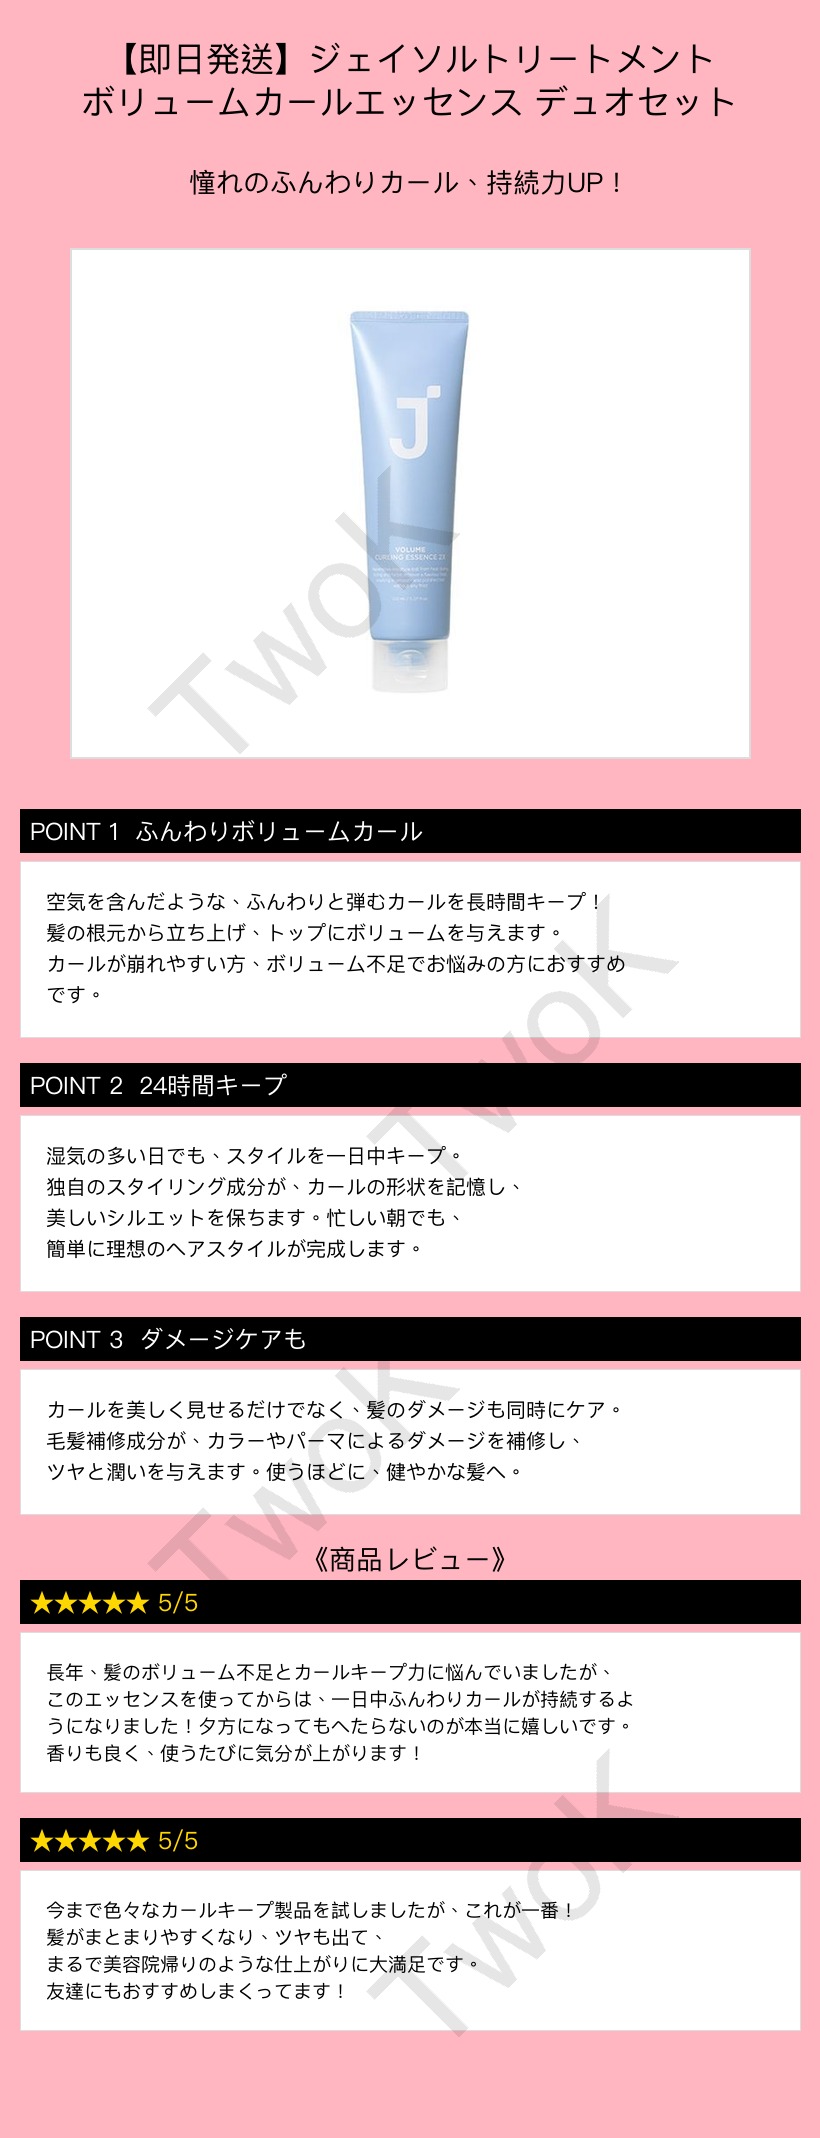 【即日発送】ジェイソルトリートメント
ボリュームカールエッセンス デュオセット
憧れのふんわりカール、持続力UP！
J
VOLUME
CURLING ESSENCE 2X
TwoK
POINT 1 ふんわりボリュームカール
空気を含んだような、ふんわりと弾むカールを長時間キープ！
髪の根元から立ち上げ、トップにボリュームを与えます。
カールが崩れやすい方、ボリューム不足でお悩みの方におすすめ
です。
TwoK
POINT 2 24時間キープ
湿気の多い日でも、スタイルを一日中キープ。
独自のスタイリング成分が、カールの形状を記憶し、
美しいシルエットを保ちます。忙しい朝でも、
簡単に理想のヘアスタイルが完成します。
POINT 3 ダメージケアも
カールを美しく見せるだけでなく、髪のダメージも同時にケア。
毛髪補修成分が、カラーやパーマによるダメージを補修し、
ツヤと潤いを与えます。使うほどに、健やかな髪へ。
TwoK
《商品レビュー》
★★★★★ 5/5
長年、髪のボリューム不足とカールキープ力に悩んでいましたが、
このエッセンスを使ってからは、一日中ふんわりカールが持続するよ
うになりました！夕方になってもへたらないのが本当に嬉しいです。
香りも良く、使うたびに気分が上がります！
★★★★★ 5/5
今まで色々なカールキープ製品を試しましたが、これが一番！
髪がまとまりやすくなり、ツヤも出て、
まるで美容院帰りのような仕上がりに大満足です。
友達にもおすすめしまくってます！
TwoK